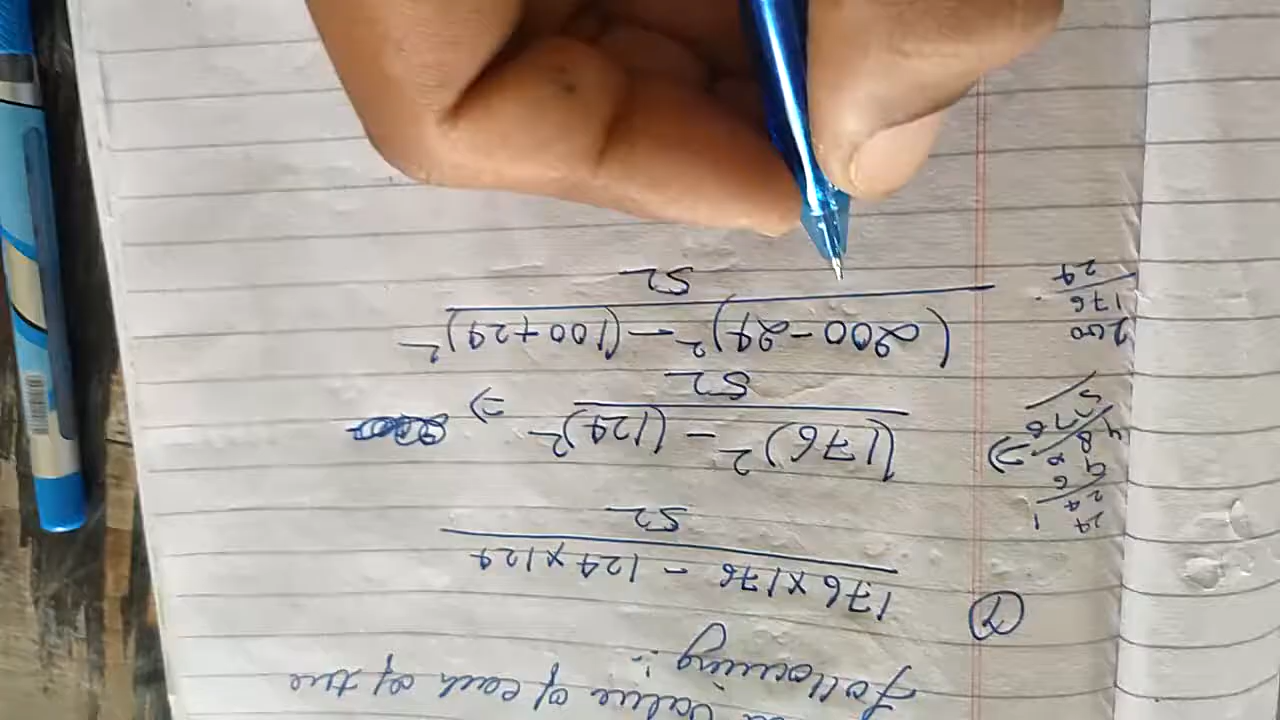 Value of each of the
following :-
② 176×176 - 124×124
52
⇒ (176)² - (124)² ⇒
52
(200-24)² - (100+24)²
52
24
24
96
48×
576
200
176
24